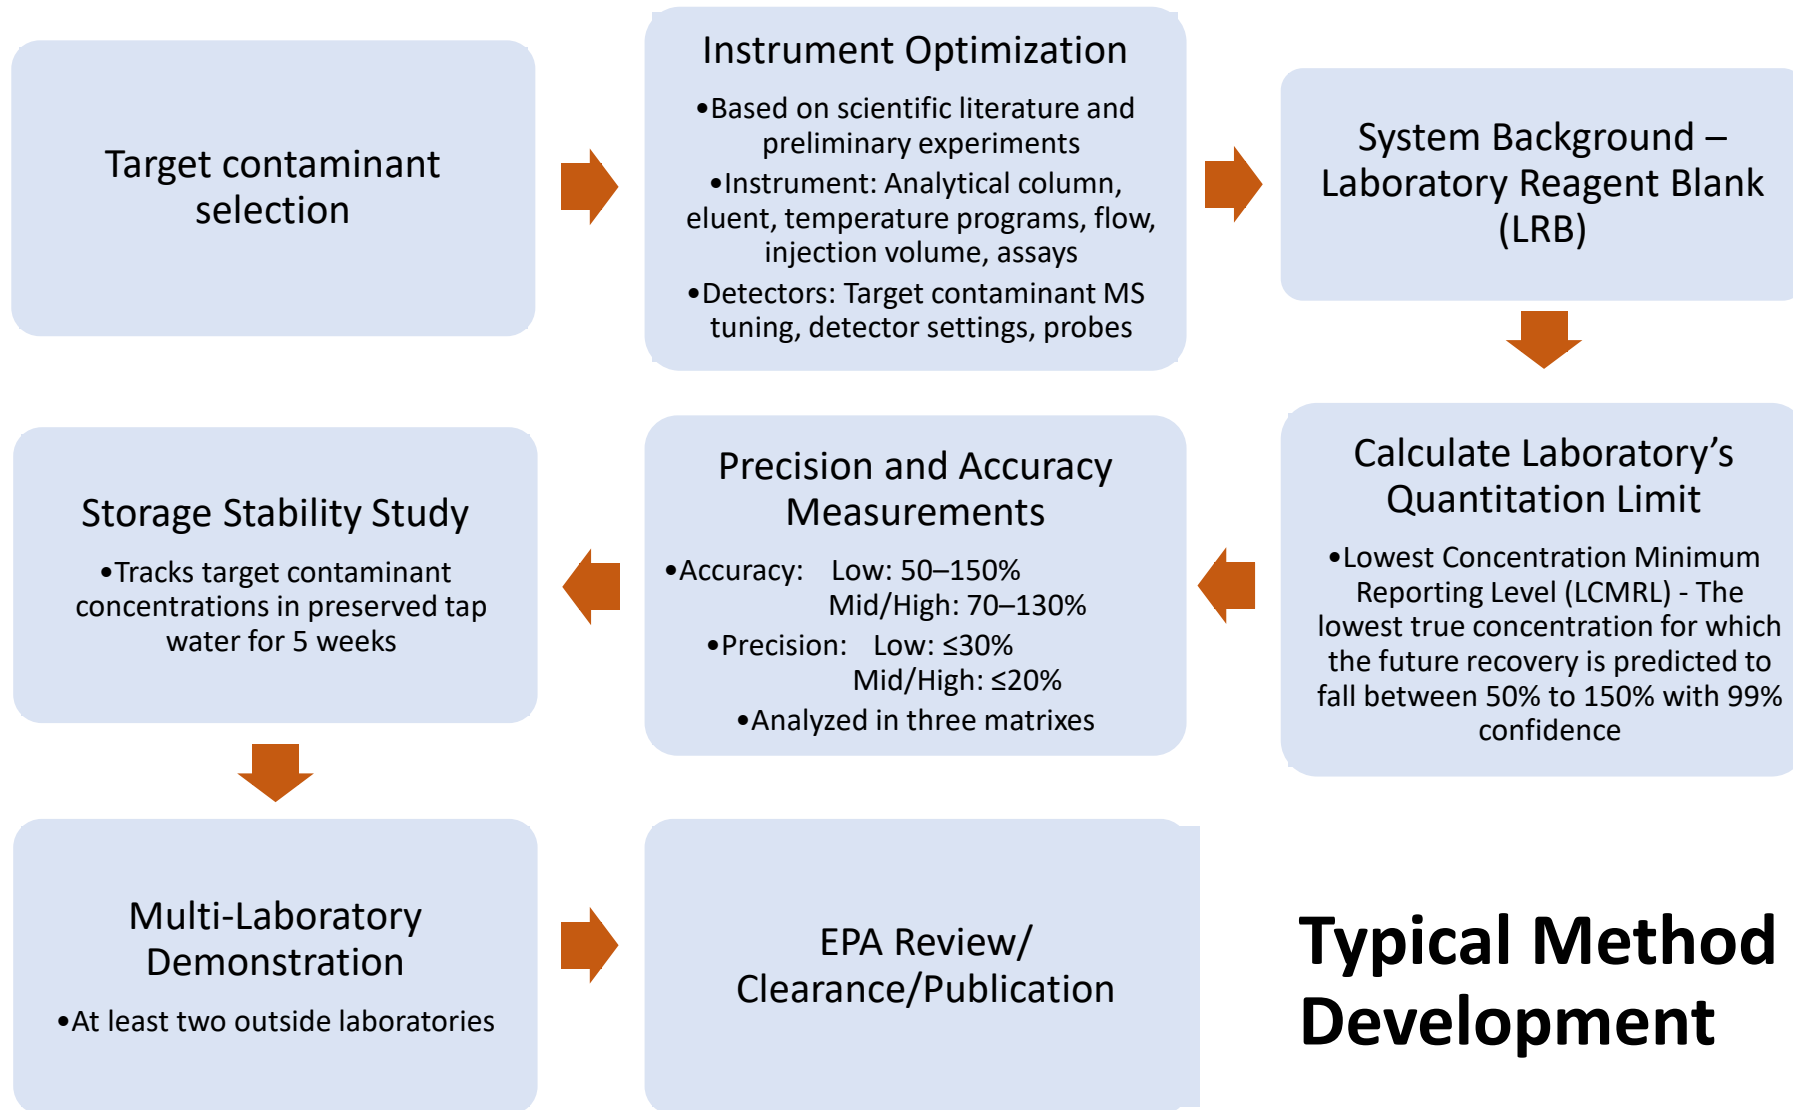 Target contaminant
selection
Instrument Optimization
•Based on scientific literature and
preliminary experiments
•Instrument: Analytical column,
eluent, temperature programs, flow,
injection volume, assays
•Detectors: Target contaminant MS
tuning, detector settings, probes
System Background –
Laboratory Reagent Blank
(LRB)
Calculate Laboratory’s
Quantitation Limit
•Lowest Concentration Minimum
Reporting Level (LCMRL) - The
lowest true concentration for which
the future recovery is predicted to
fall between 50% to 150% with 99%
confidence
Precision and Accuracy
Measurements
•Accuracy: Low: 50–150%
Mid/High: 70–130%
•Precision: Low: ≤30%
Mid/High: ≤20%
•Analyzed in three matrixes
Storage Stability Study
•Tracks target contaminant
concentrations in preserved tap
water for 5 weeks
Multi-Laboratory
Demonstration
•At least two outside laboratories
EPA Review/
Clearance/Publication
Typical Method
Development